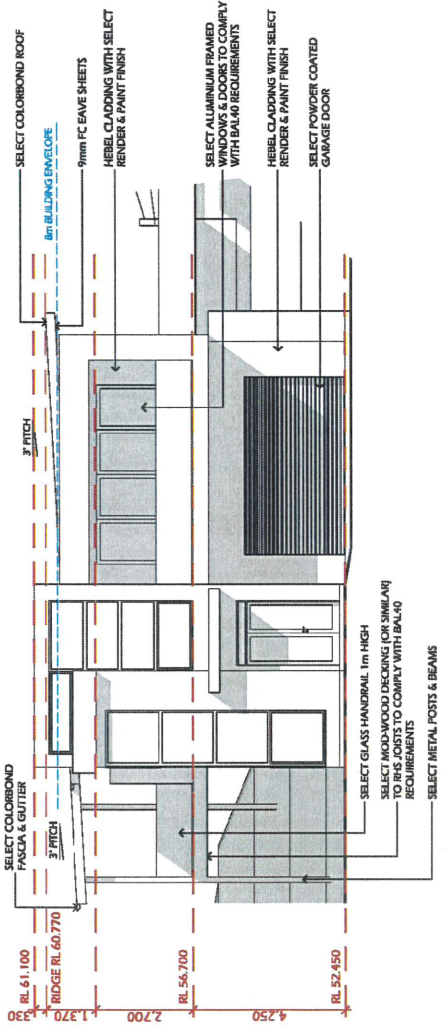 SELECT COLORBOND ROOF
8m BUILDING ENVELOPE
9mm FC EAVE SHEETS
HEBEL CLADDING WITH SELECT
RENDER & PAINT FINISH
SELECT ALUMINIUM FRAMED
WINDOWS & DOORS TO COMPLY
WITH BAL40 REQUIREMENTS
HEBEL CLADDING WITH SELECT
RENDER & PAINT FINISH
SELECT POWDER COATED
GARAGE DOOR
3° PITCH
SELECT COLORBOND
FASCIA & GUTTER
3° PITCH
SELECT GLASS HANDRAIL 1m HIGH
SELECT MOD-WOOD DECKING (OR SIMILAR)
TO RHS JOISTS TO COMPLY WITH BAL40
REQUIREMENTS
SELECT METAL POSTS & BEAMS
RL 61.100
RIDGE RL 60.770
RL 56.700
RL 52.450
330
1.370
2.700
4.250